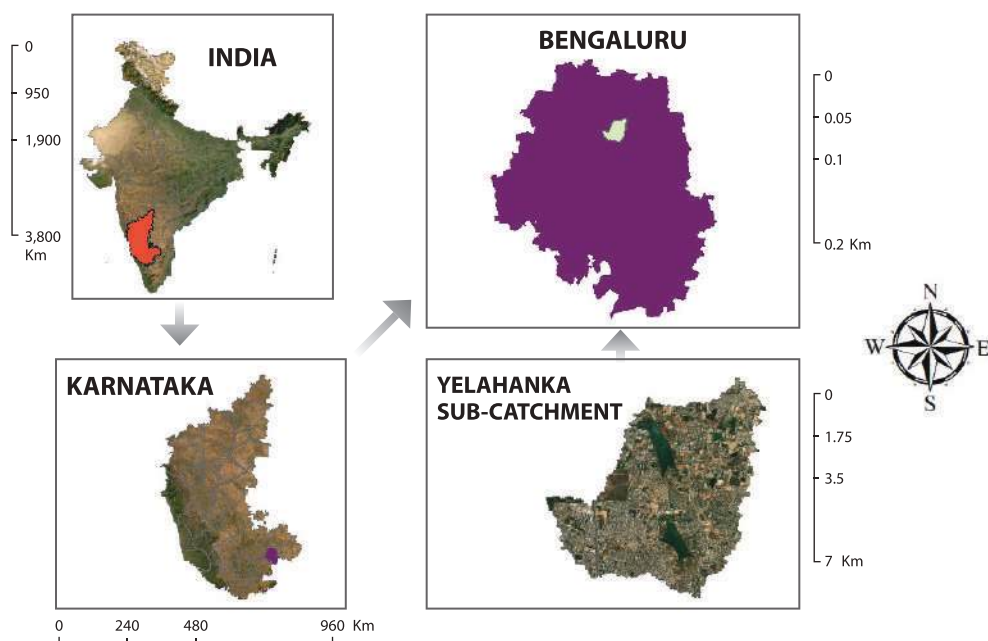 INDIA
0
950
1,900
3,800
Km
BENGALURU
0
0.05
0.1
0.2 Km
N
W E
S
KARNATAKA
0 240 480 960 Km
YELAHANKA
SUB-CATCHMENT
0
1.75
3.5
7 Km